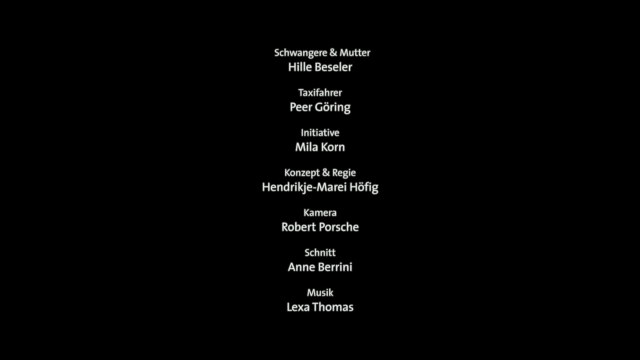 Schwangere & Mutter
Hille Beseler
Taxifahrer
Peer Göring
Initiative
Mila Korn
Konzept & Regie
Hendrikje-Marei Höfig
Kamera
Robert Porsche
Schnitt
Anne Berrini
Musik
Lexa Thomas